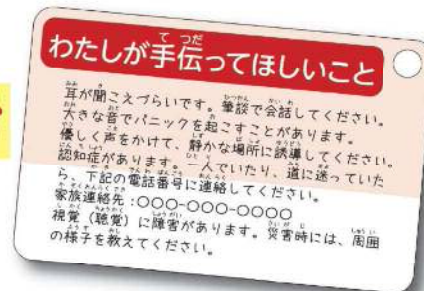 わたしが手伝ってほしいこと
耳が聞こえづらいです。筆談で会話してください。
大きな音でパニックを起こすことがあります。
優しく声をかけて、静かな場所に誘導してください。
認知症があります。一人でいたり、道に迷っていた
ら、下記の電話番号に連絡してください。
家族連絡先:○○○-○○○-○○○○
視覚(聴覚)に障害があります。災害時には、周囲
の様子を教えてください。